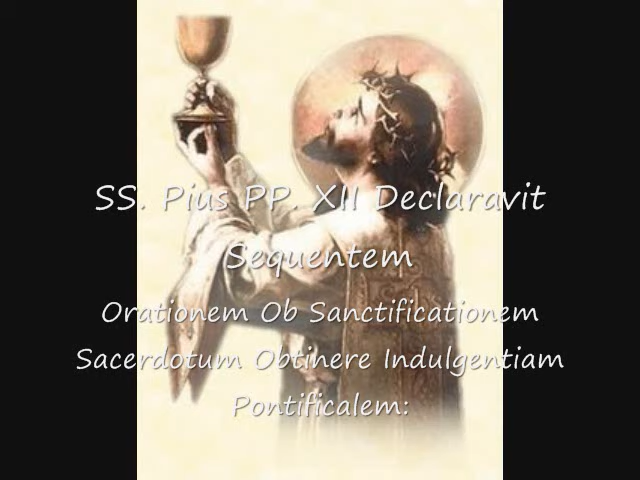 SS. Pius PP. XII Declaravit
Sequentem
Orationem Ob Sanctificationem
Sacerdotum Obtinere Indulgentiam
Pontificalem: